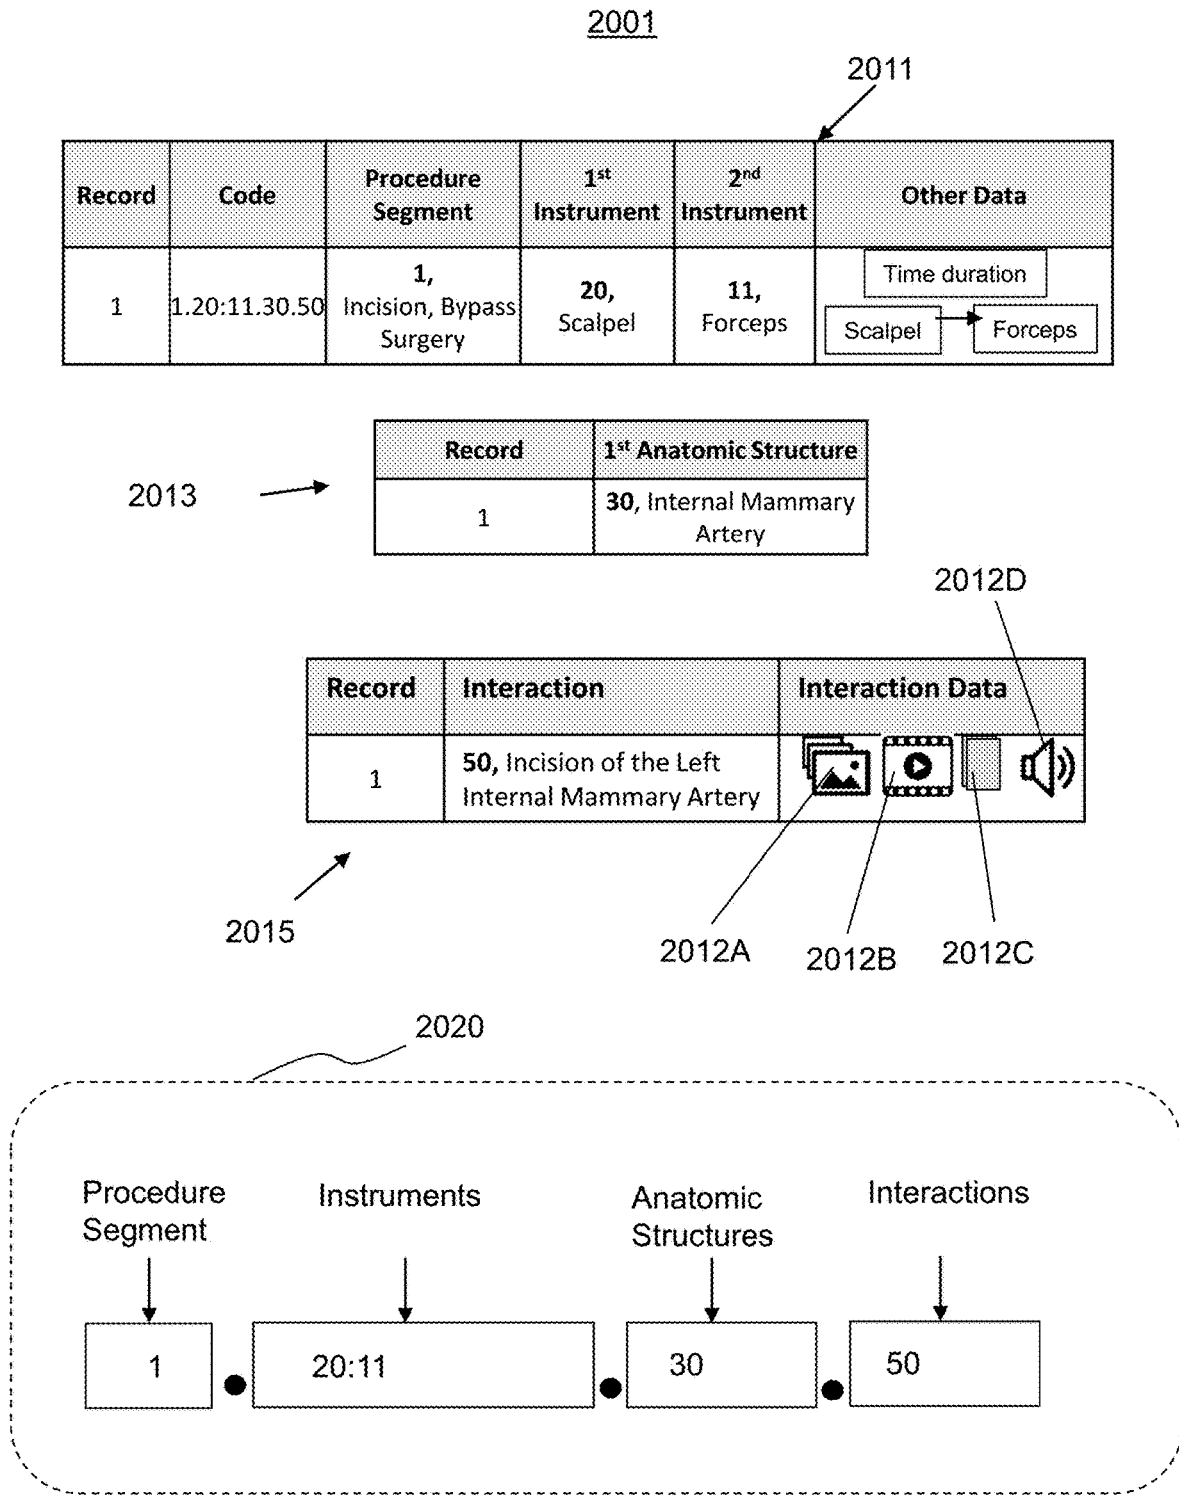 2001
2011
Record Code Procedure Segment 1st Instrument 2nd Instrument Other Data
1 1.20:11.30.50 1, Incision, Bypass Surgery 20, Scalpel 11, Forceps Time duration Scalpel Forceps
Record 1st Anatomic Structure
2013
1 30, Internal Mammary Artery
2012D
Record Interaction Interaction Data
1 50, Incision of the Left Internal Mammary Artery
2015
2012A 2012B 2012C
2020
Procedure Segment
Instruments
Anatomic Structures
Interactions
1 . 20:11 . 30 . 50